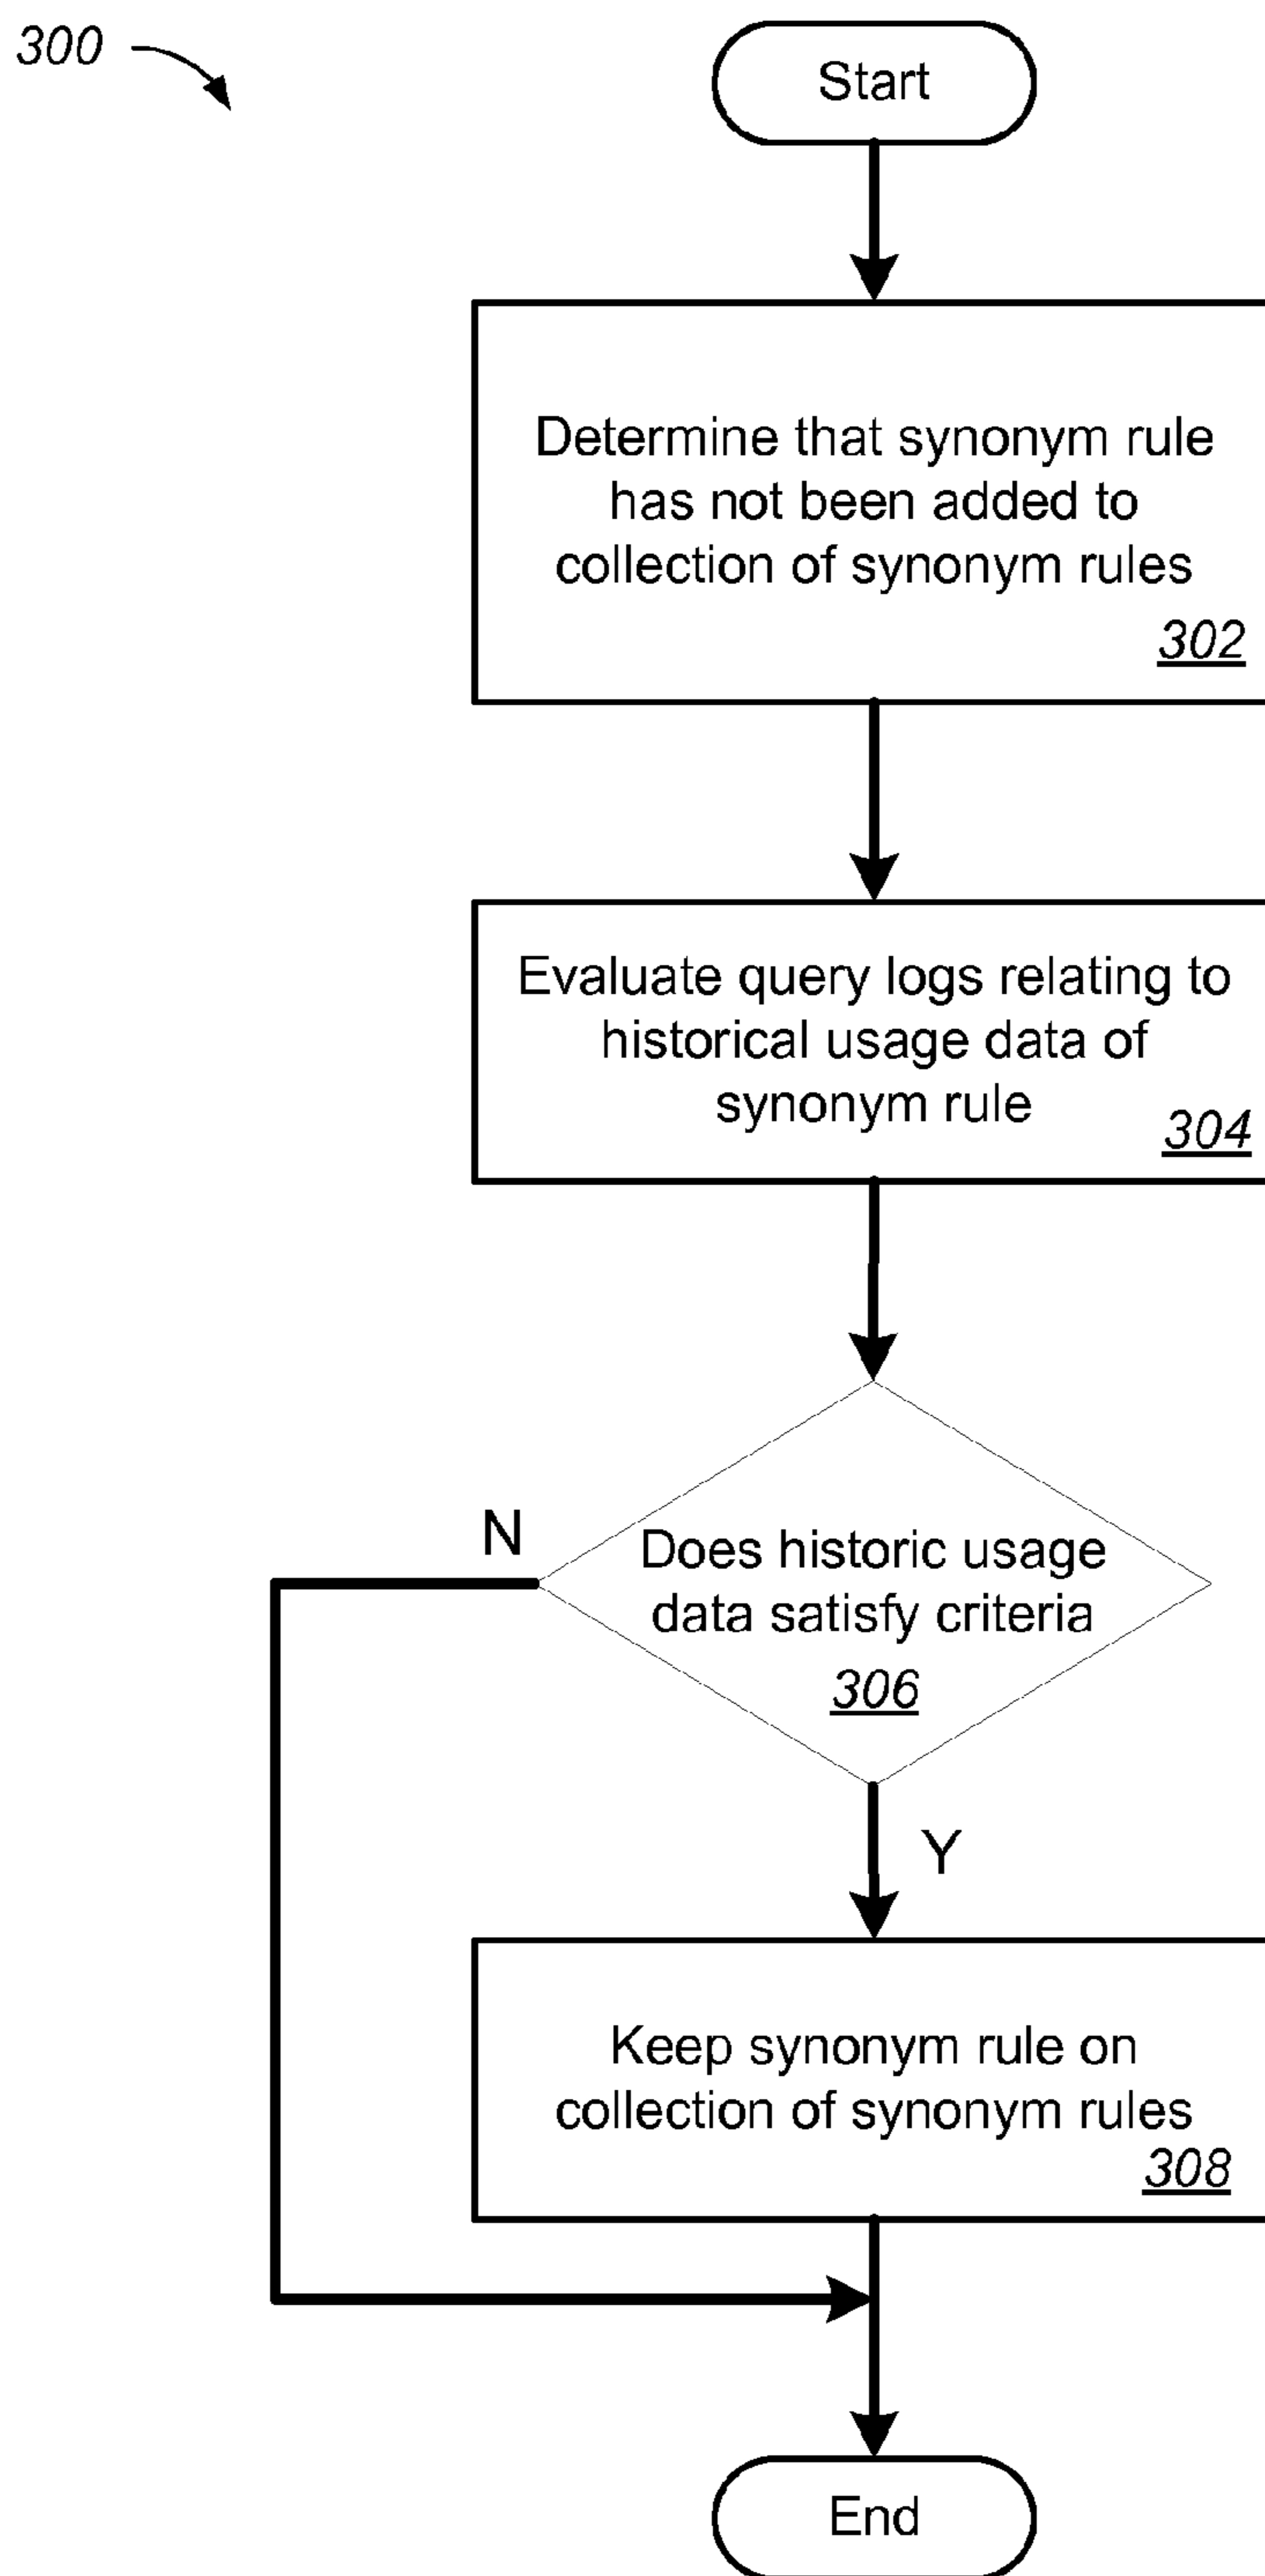 300
Start
Determine that synonym rule
has not been added to
collection of synonym rules
302
Evaluate query logs relating to
historical usage data of
synonym rule
304
N
Does historic usage
data satisfy criteria
306
Y
Keep synonym rule on
collection of synonym rules
308
End